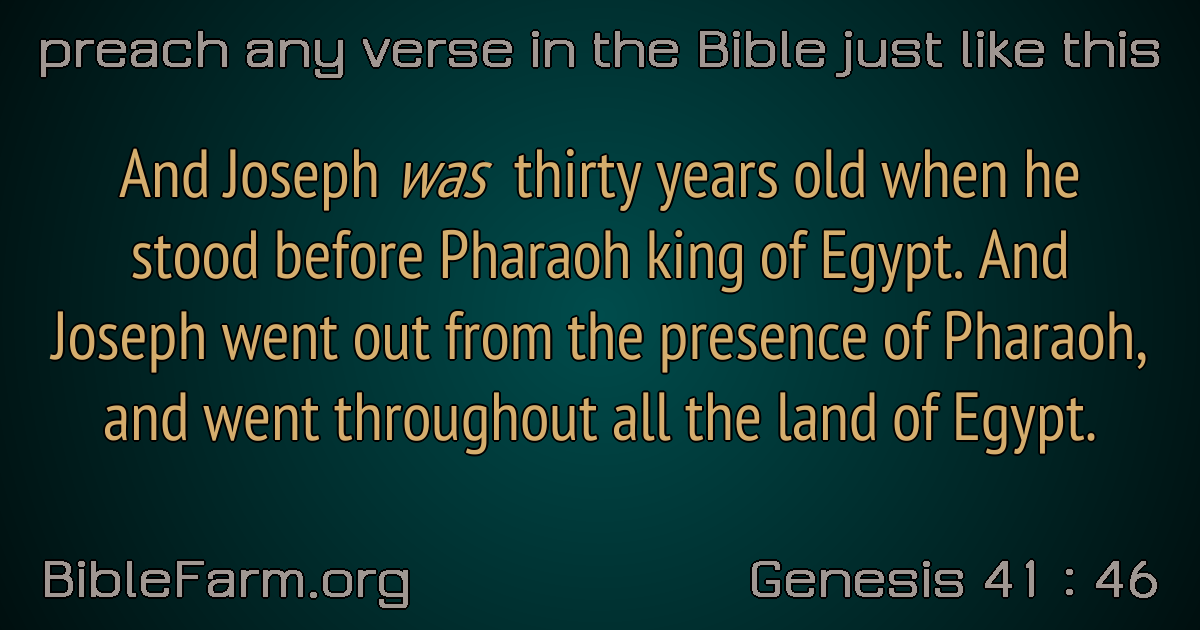 preach any verse in the Bible just like this
And Joseph was thirty years old when he
stood before Pharaoh king of Egypt. And
Joseph went out from the presence of Pharaoh,
and went throughout all the land of Egypt.
BibleFarm.org
Genesis 41 : 46